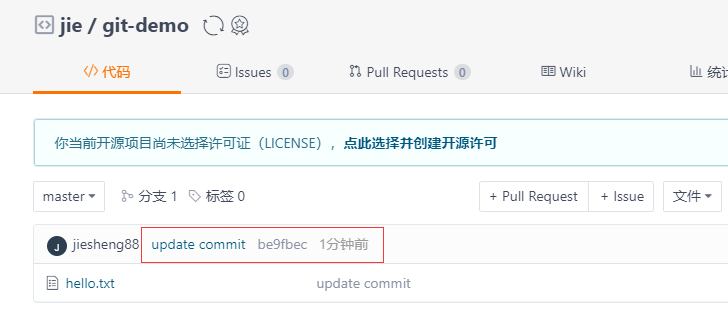 jie / git-demo
代码 Issues 0 Pull Requests 0 Wiki 统
你当前开源项目尚未选择许可证（LICENSE），点此选择并创建开源许可
master 分支 1 标签 0 + Pull Request + Issue 文件
J jiesheng88 update commit be9fbec 1分钟前
hello.txt update commit